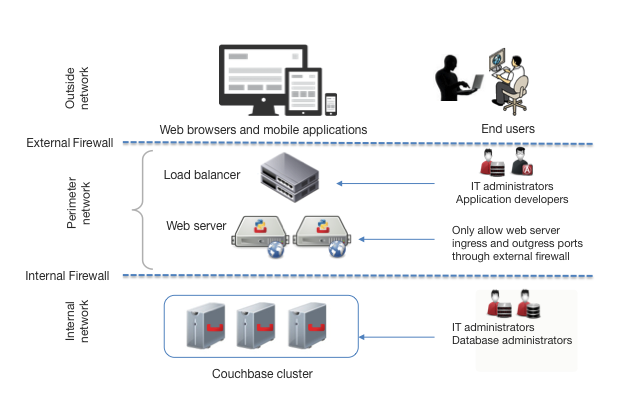 Outside
network
Web browsers and mobile applications
End users
External Firewall
Perimeter
network
Load balancer
IT administrators
Application developers
Web server
Only allow web server
ingress and outgress ports
through external firewall
Internal Firewall
Internal
network
IT administrators
Database administrators
Couchbase cluster